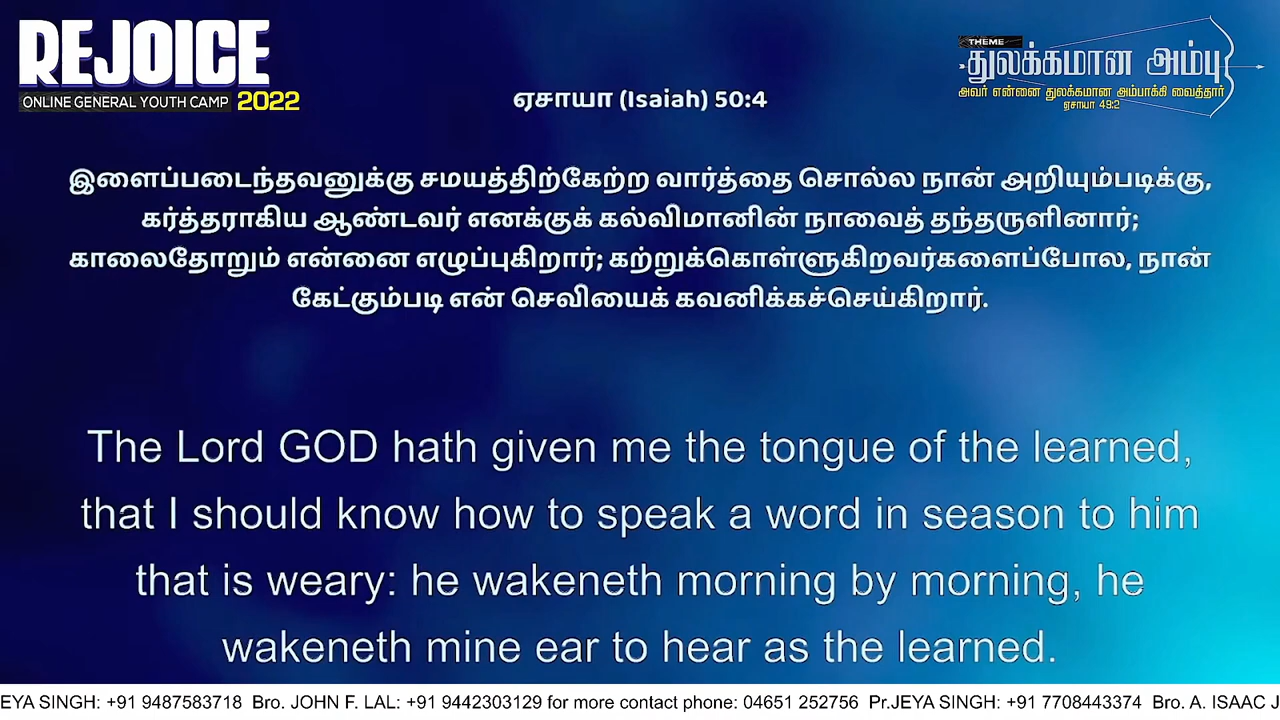 REJOICE
ONLINE GENERAL YOUTH CAMP 2022
THEME
துலக்கமான அம்பு
அவர் என்னை துலக்கமான அம்பாக்கி வைத்தார்
ஏசாயா 49:2
ஏசாயா (Isaiah) 50:4
இளைப்படைந்தவனுக்கு சமயத்திற்கேற்ற வார்த்தை சொல்ல நான் அறியும்படிக்கு,
கர்த்தராகிய ஆண்டவர் எனக்குக் கல்விமானின் நாவைத் தந்தருளினார்;
காலைதோறும் என்னை எழுப்புகிறார்; கற்றுக்கொள்ளுகிறவர்களைப்போல, நான்
கேட்கும்படி என் செவியைக் கவனிக்கச்செய்கிறார்.
The Lord GOD hath given me the tongue of the learned,
that I should know how to speak a word in season to him
that is weary: he wakeneth morning by morning, he
wakeneth mine ear to hear as the learned.
EYA SINGH: +91 9487583718 Bro. JOHN F. LAL: +91 9442303129 for more contact phone: 04651 252756 Pr.JEYA SINGH: +91 7708443374 Bro. A. ISAAC J